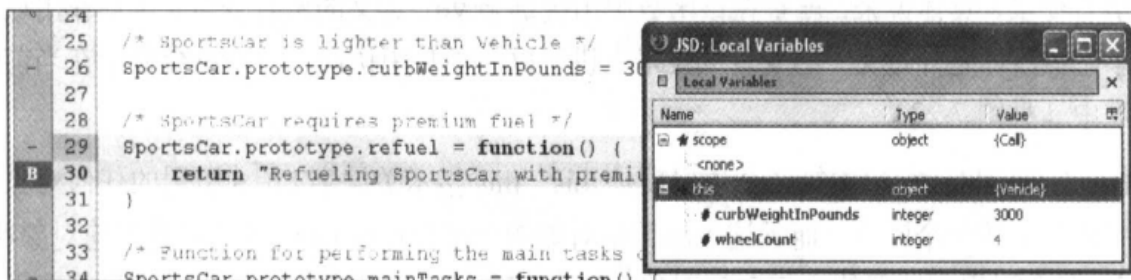 24
25 /* SportsCar is lighter than Vehicle */
26 SportsCar.prototype.curbWeightInPounds = 30
27
28 /* SportsCar requires premium fuel */
29 SportsCar.prototype.refuel = function() {
B 30 return "Refueling SportsCar with premiu
31 }
32
33 /* Function for performing the main tasks
34 SportsCar.prototype.mainTasks = function() {
JSD: Local Variables
Local Variables
Name Type Value
scope object {Call}
<none>
this object {Vehicle}
curbWeightInPounds integer 3000
wheelCount integer 4